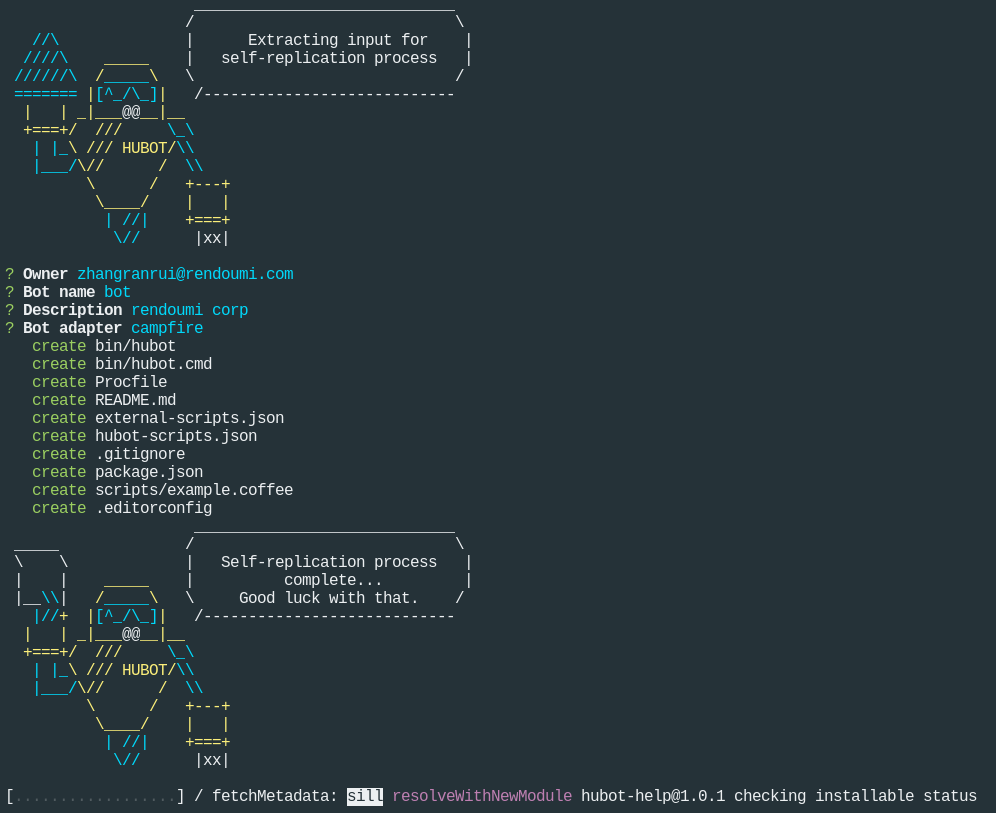 _____________________________
                    /                             \
   //\              |      Extracting input for    |
  ////\    _____    |   self-replication process   |
 //////\  /_____\   \                             /
 ======= |[^_/\_]|   /----------------------------
  |   | _|___@@__|__
  +===+/  ///     \_\
   | |_\ /// HUBOT/\\
   |___/\//      /  \\
         \      /   +---+
          \____/    |   |
           | //|    +===+
            \//      |xx|
? Owner zhangranrui@rendoumi.com
? Bot name bot
? Description rendoumi corp
? Bot adapter campfire
   create bin/hubot
   create bin/hubot.cmd
   create Procfile
   create README.md
   create external-scripts.json
   create hubot-scripts.json
   create .gitignore
   create package.json
   create scripts/example.coffee
   create .editorconfig
                     _____________________________
 _____              /                             \
 \    \             |   Self-replication process   |
 |    |    _____    |          complete...         |
 |__\\|   /_____\   \     Good luck with that.    /
   |//+  |[^_/\_]|   /----------------------------
  |   | _|___@@__|__
  +===+/  ///     \_\
   | |_\ /// HUBOT/\\
   |___/\//      /  \\
         \      /   +---+
          \____/    |   |
           | //|    +===+
            \//      |xx|
[..................] / fetchMetadata: sill resolveWithNewModule hubot-help@1.0.1 checking installable status